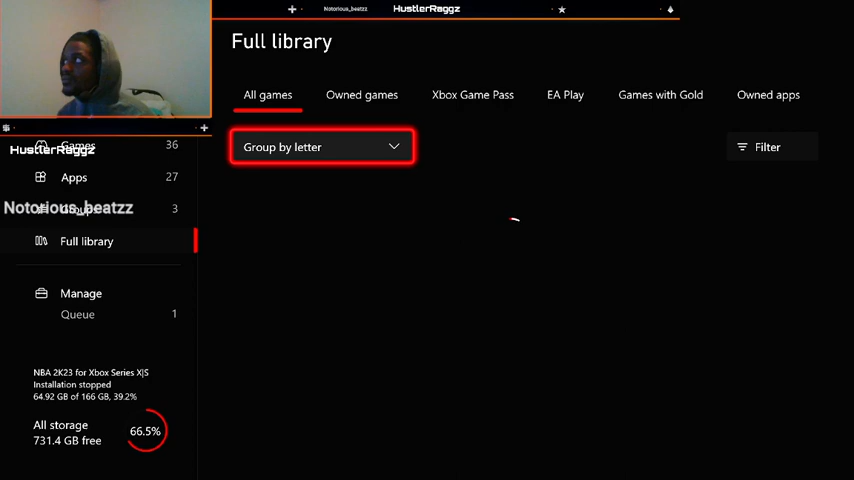 Notorious_beatzz
HustlerRaggz
Full library
All games
Owned games
Xbox Game Pass
EA Play
Games with Gold
Owned apps
Group by letter
Filter
Games 36
HustlerRaggz
Apps 27
Notorious_beatzz
Groups 3
Full library
Manage
Queue 1
NBA 2K23 for Xbox Series X|S
Installation stopped
64.92 GB of 166 GB, 39.2%
All storage
731.4 GB free
66.5%